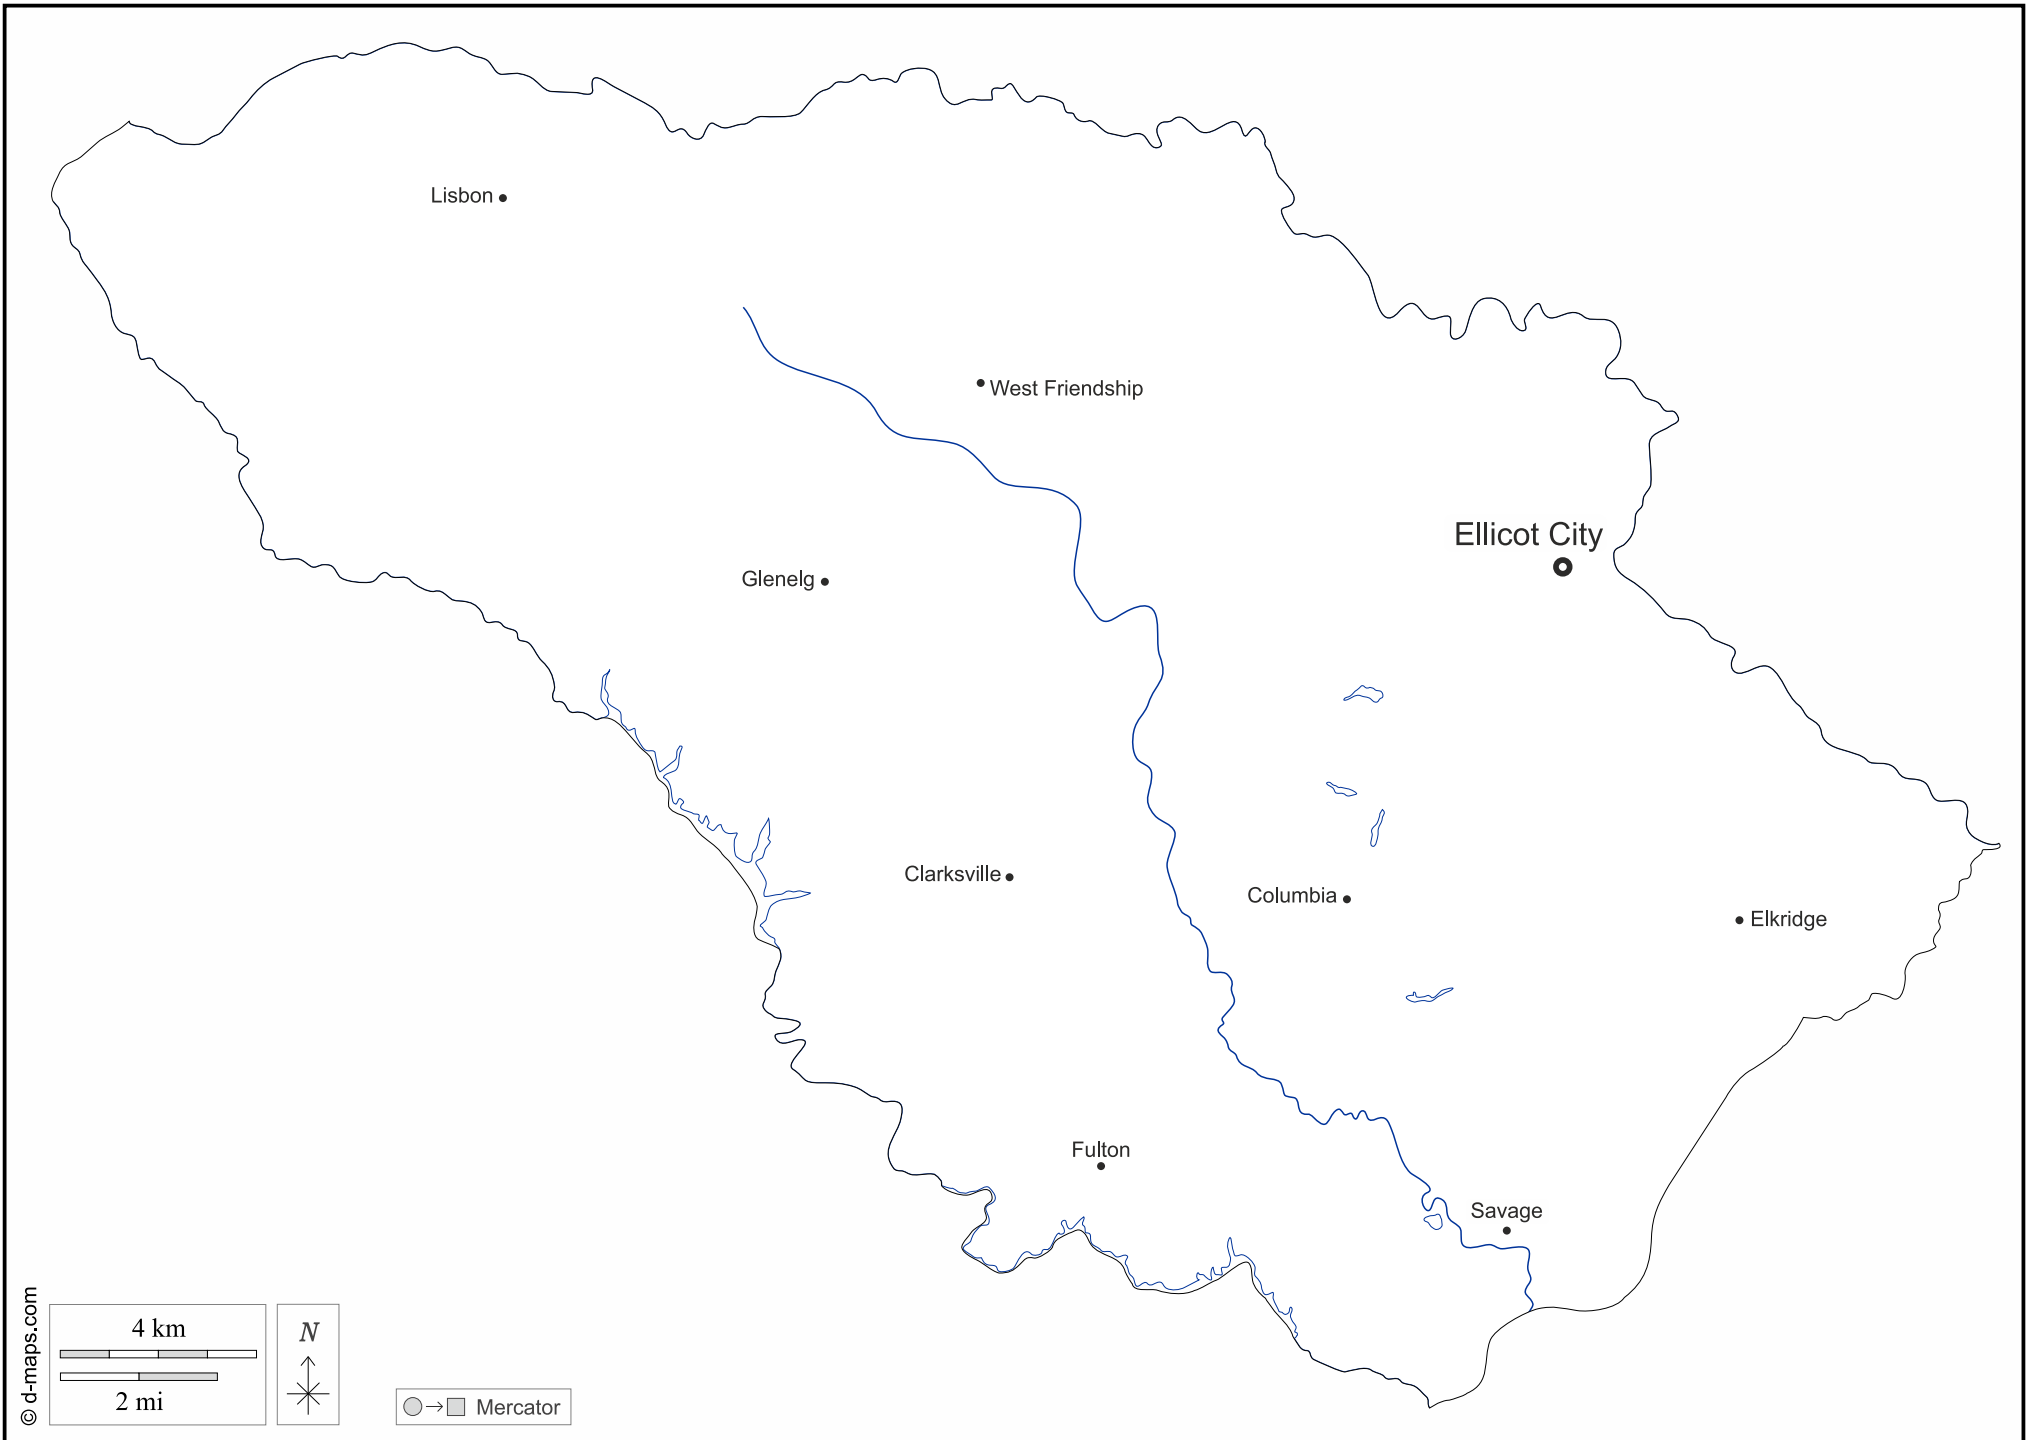 Lisbon
West Friendship
Ellicot City
Glenelg
Clarksville
Columbia
Elkridge
Fulton
Savage
4 km
2 mi
N
Mercator
© d-maps.com